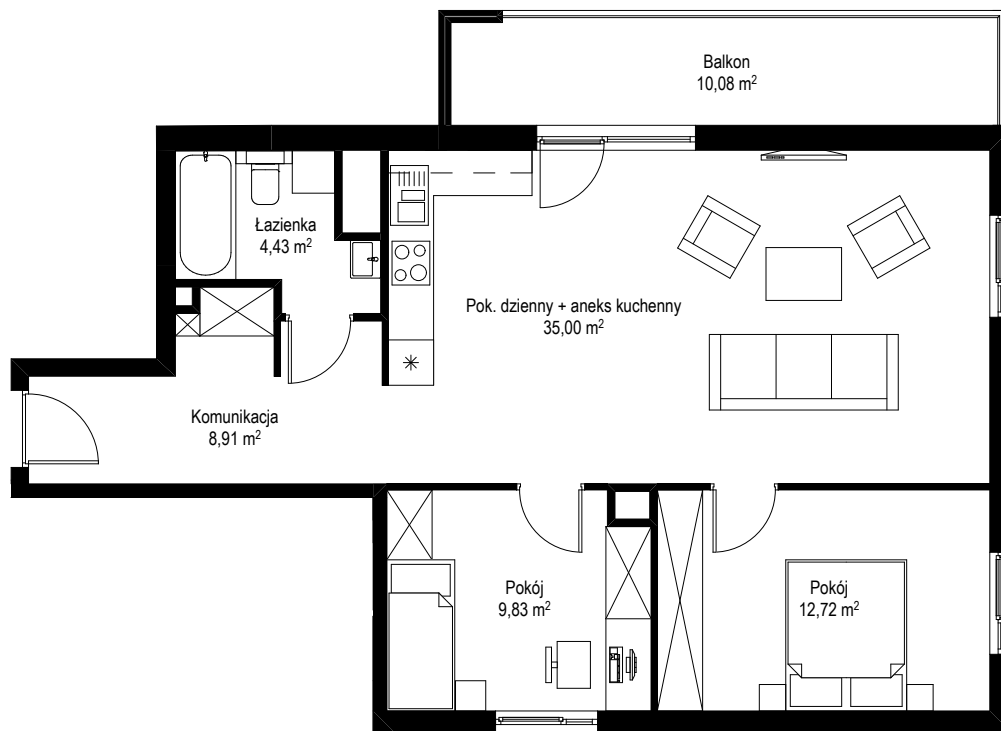 Balkon
10,08 m²
Łazienka
4,43 m²
Pok. dzienny + aneks kuchenny
35,00 m²
Komunikacja
8,91 m²
Pokój
9,83 m²
Pokój
12,72 m²